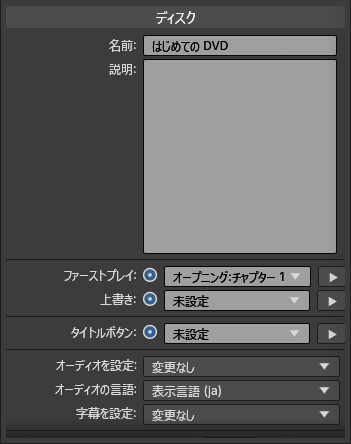 ディスク
名前: はじめての DVD
説明:
ファーストプレイ: オープニング:チャプター 1
上書き: 未設定
タイトルボタン: 未設定
オーディオを設定: 変更なし
オーディオの言語: 表示言語 (ja)
字幕を設定: 変更なし